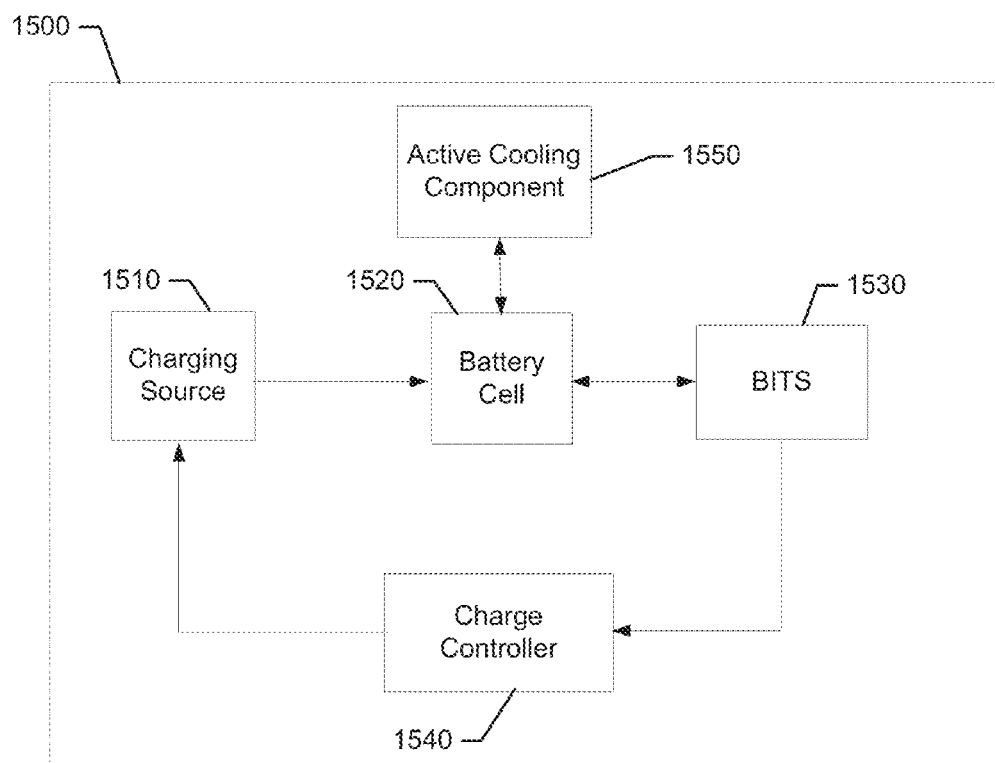 1500
Active Cooling
Component
1550
1510
1520
1530
Charging
Source
Battery
Cell
BITS
Charge
Controller
1540